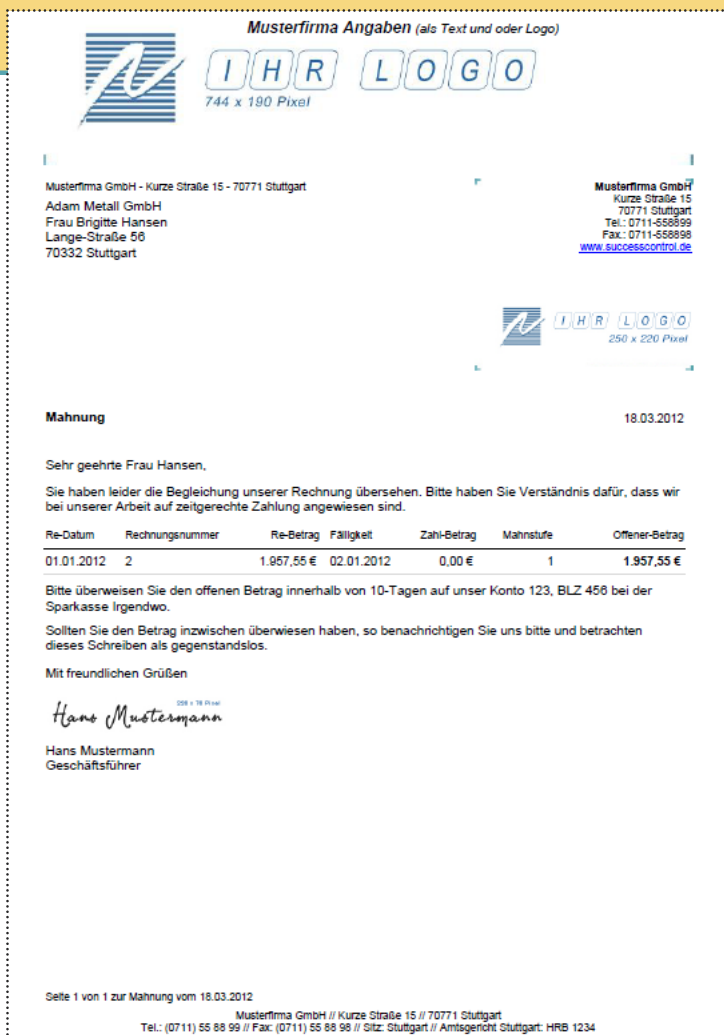 Musterfirma Angaben (als Text und oder Logo)
IHR LOGO
744 x 190 Pixel
Musterfirma GmbH - Kurze Straße 15 - 70771 Stuttgart
Adam Metall GmbH
Frau Brigitte Hansen
Lange-Straße 56
70332 Stuttgart
Musterfirma GmbH
Kurze Straße 15
70771 Stuttgart
Tel.: 0711-558899
Fax.: 0711-558898
www.successcontrol.de
IHR LOGO
250 x 220 Pixel
Mahnung 18.03.2012
Sehr geehrte Frau Hansen,
Sie haben leider die Begleichung unserer Rechnung übersehen. Bitte haben Sie Verständnis dafür, dass wir
bei unserer Arbeit auf zeitgerechte Zahlung angewiesen sind.
Re-Datum Rechnungsnummer Re-Betrag Fälligkeit Zahl-Betrag Mahnstufe Offener-Betrag
01.01.2012 2 1.957,55 € 02.01.2012 0,00 € 1 1.957,55 €
Bitte überweisen Sie den offenen Betrag innerhalb von 10-Tagen auf unser Konto 123, BLZ 456 bei der
Sparkasse Irgendwo.
Sollten Sie den Betrag inzwischen überwiesen haben, so benachrichtigen Sie uns bitte und betrachten
dieses Schreiben als gegenstandslos.
Mit freundlichen Grüßen
Hans Mustermann
Hans Mustermann
Geschäftsführer
Seite 1 von 1 zur Mahnung vom 18.03.2012
Musterfirma GmbH // Kurze Straße 15 // 70771 Stuttgart
Tel.: (0711) 55 88 99 // Fax: (0711) 55 88 98 // Sitz: Stuttgart // Amtsgericht Stuttgart: HRB 1234